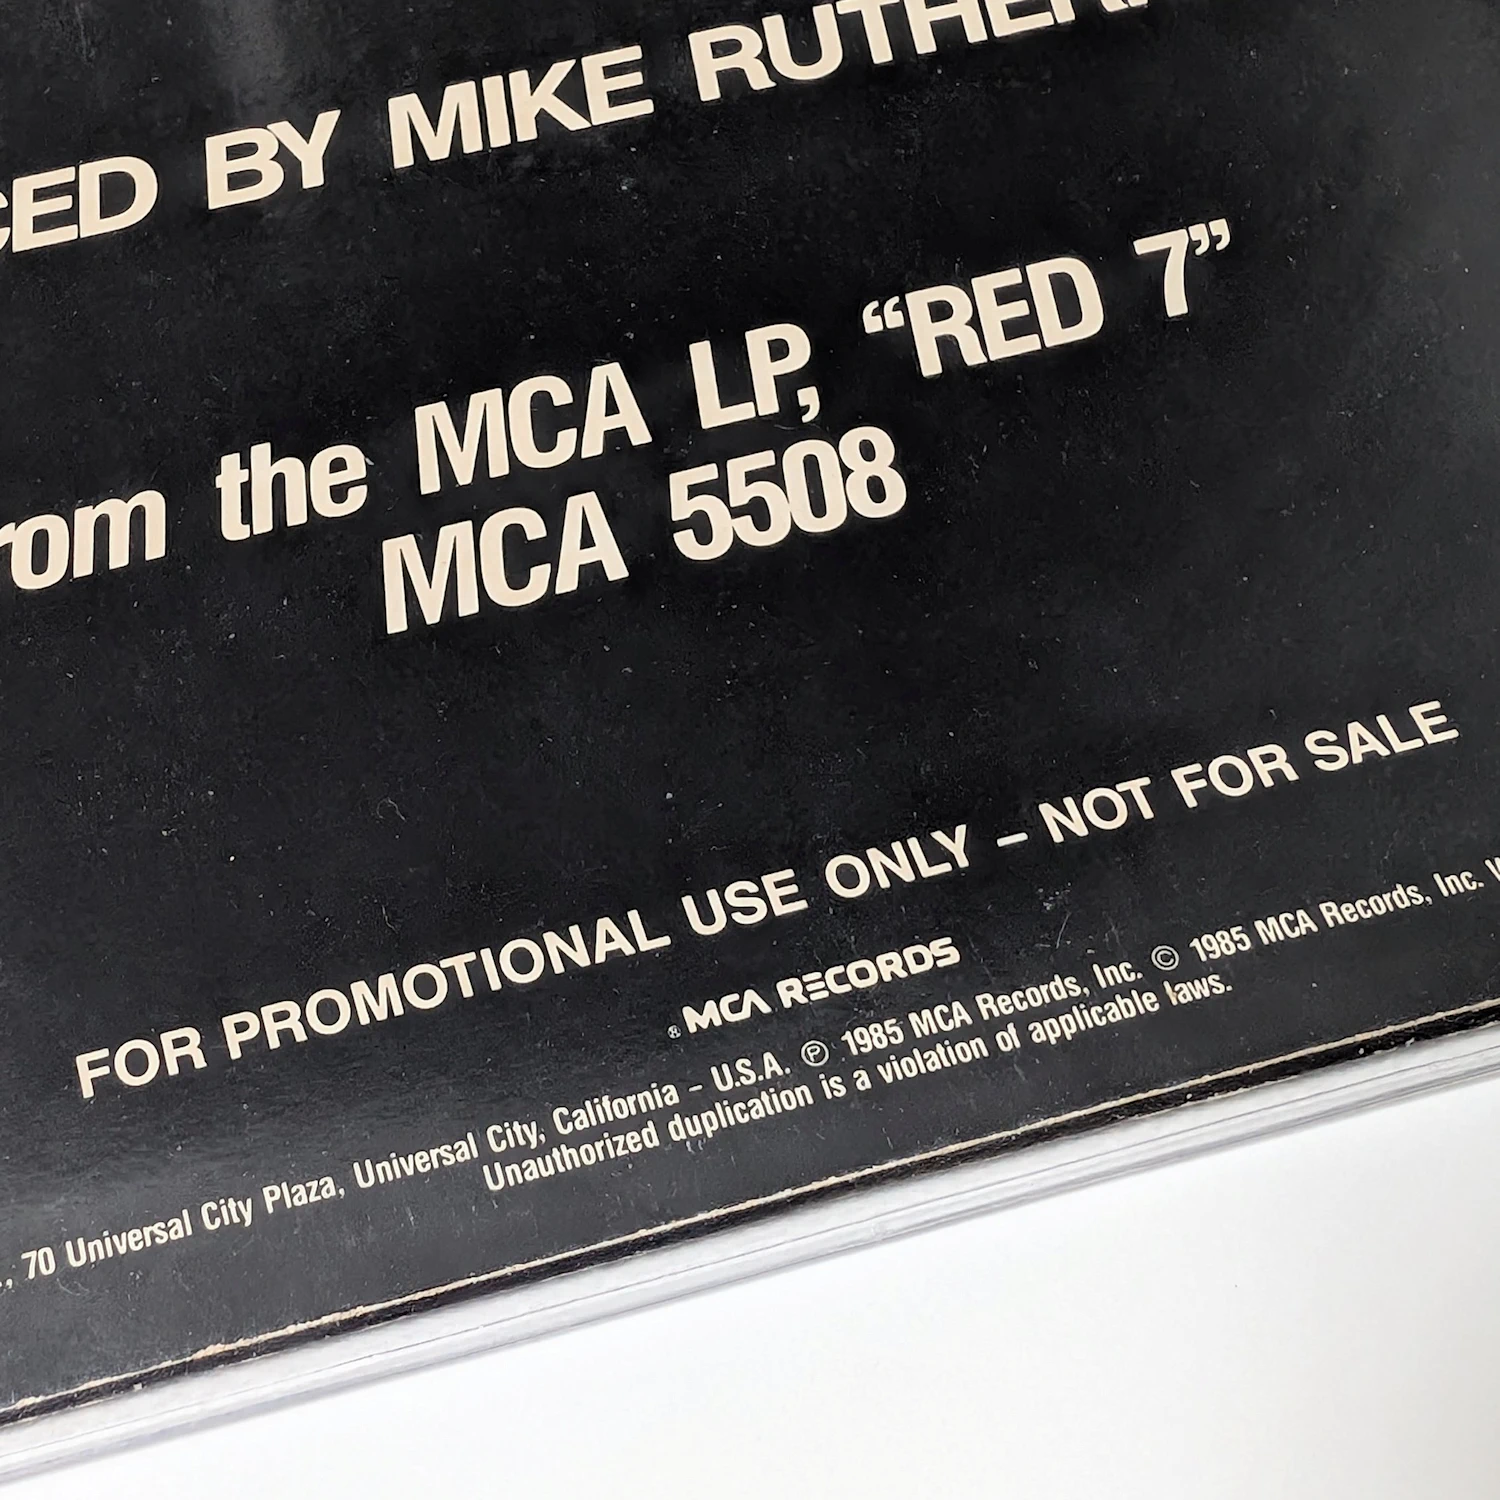 CED BY MIKE RUTHER
rom the MCA LP, “RED 7”
MCA 5508
FOR PROMOTIONAL USE ONLY – NOT FOR SALE
® MCA RECORDS
., 70 Universal City Plaza, Universal City, California – U.S.A. ℗ 1985 MCA Records, Inc. © 1985 MCA Records, Inc.
Unauthorized duplication is a violation of applicable laws.